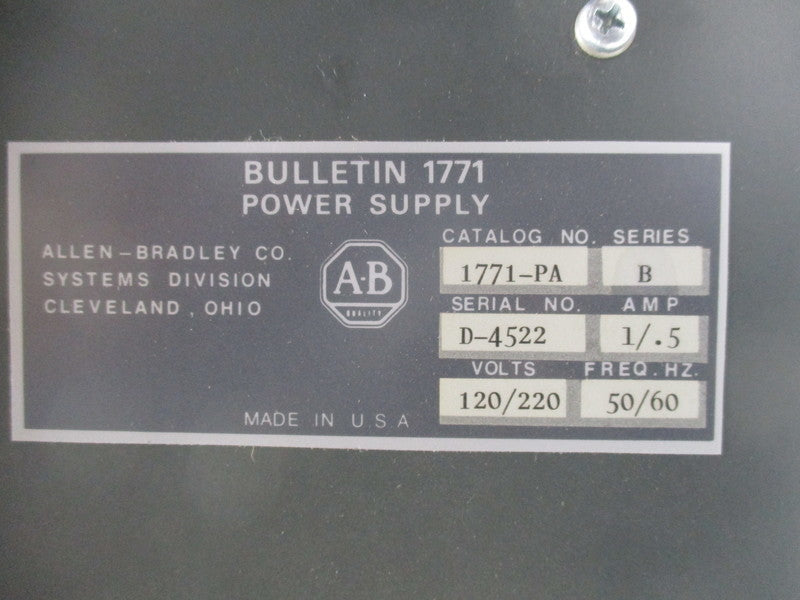 BULLETIN 1771
POWER SUPPLY
ALLEN-BRADLEY CO.
SYSTEMS DIVISION
CLEVELAND, OHIO
A-B
QUALITY
MADE IN U.S.A
CATALOG NO. SERIES
1771-PA B
SERIAL NO. AMP
D-4522 1/.5
VOLTS FREQ. HZ.
120/220 50/60